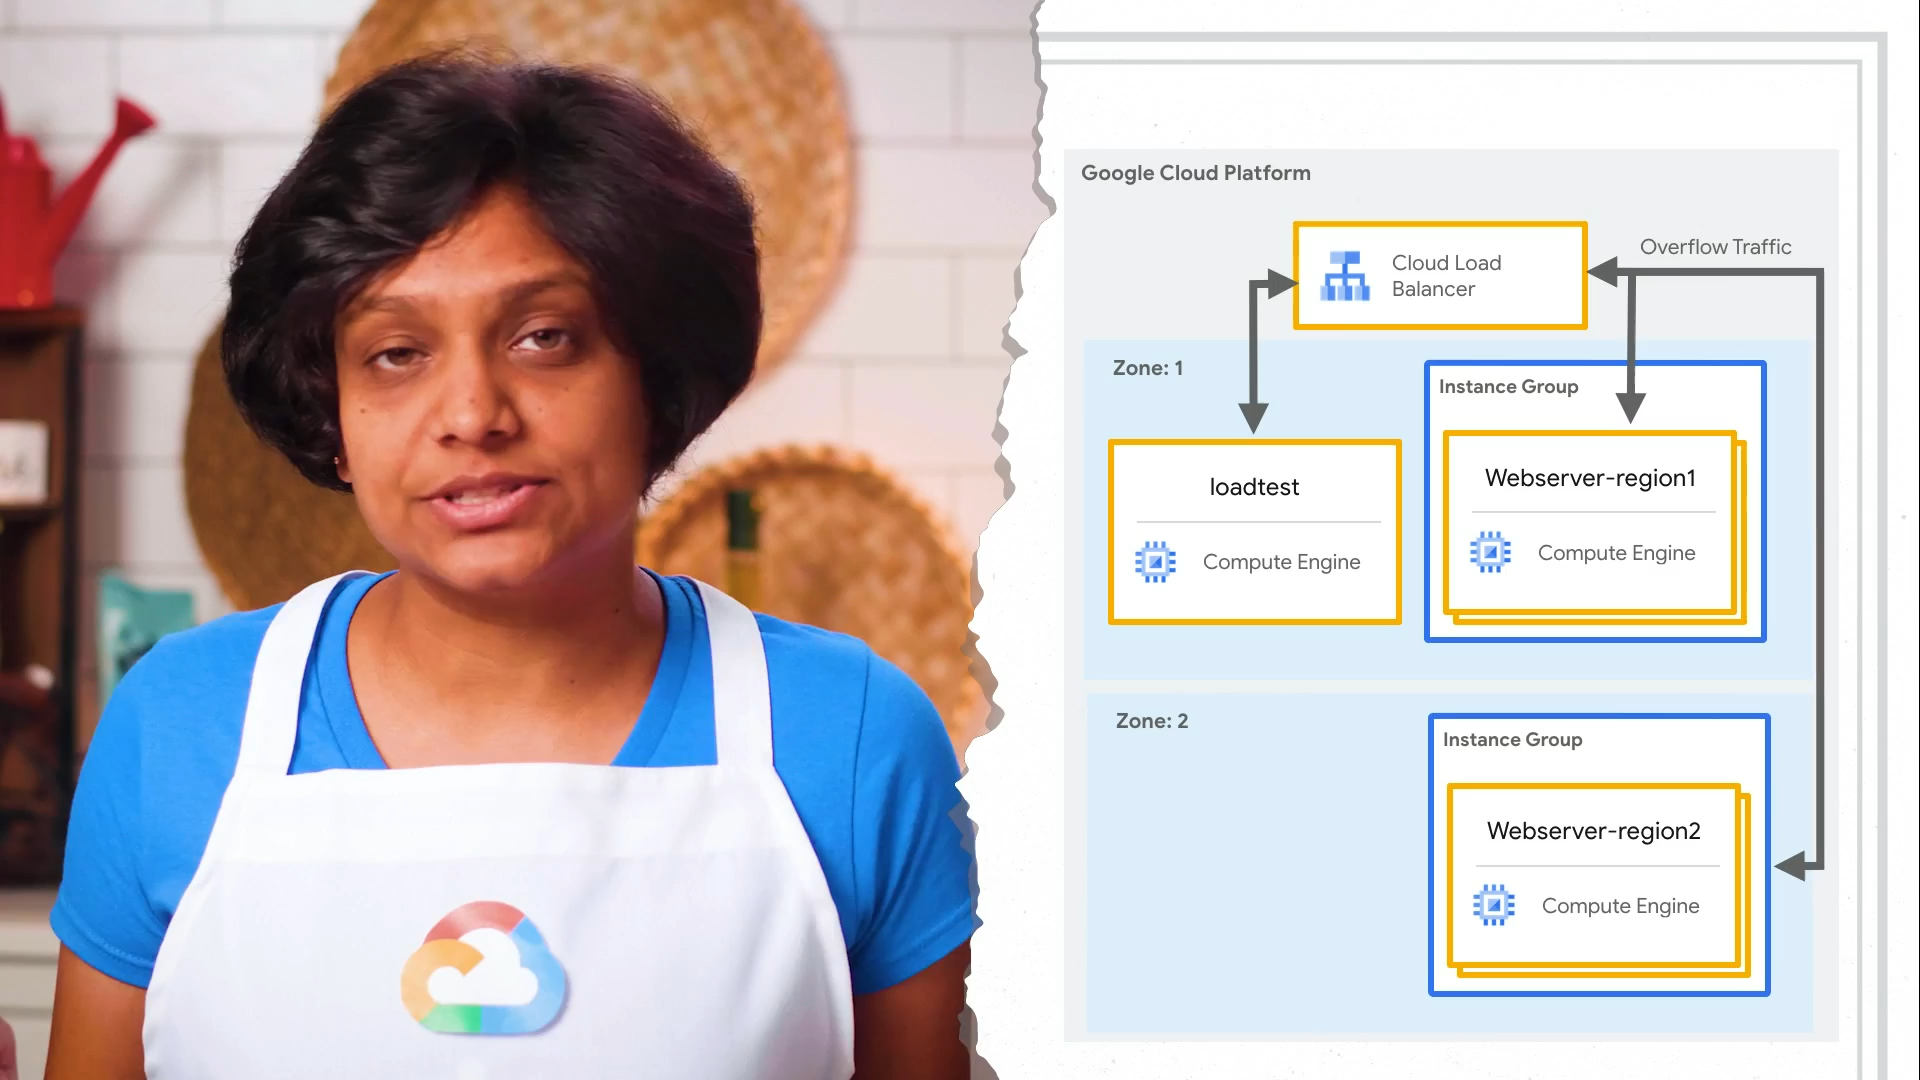 Google Cloud Platform
Cloud Load
Balancer
Overflow Traffic
Zone: 1
Instance Group
loadtest
Compute Engine
Webserver-region1
Compute Engine
Zone: 2
Instance Group
Webserver-region2
Compute Engine